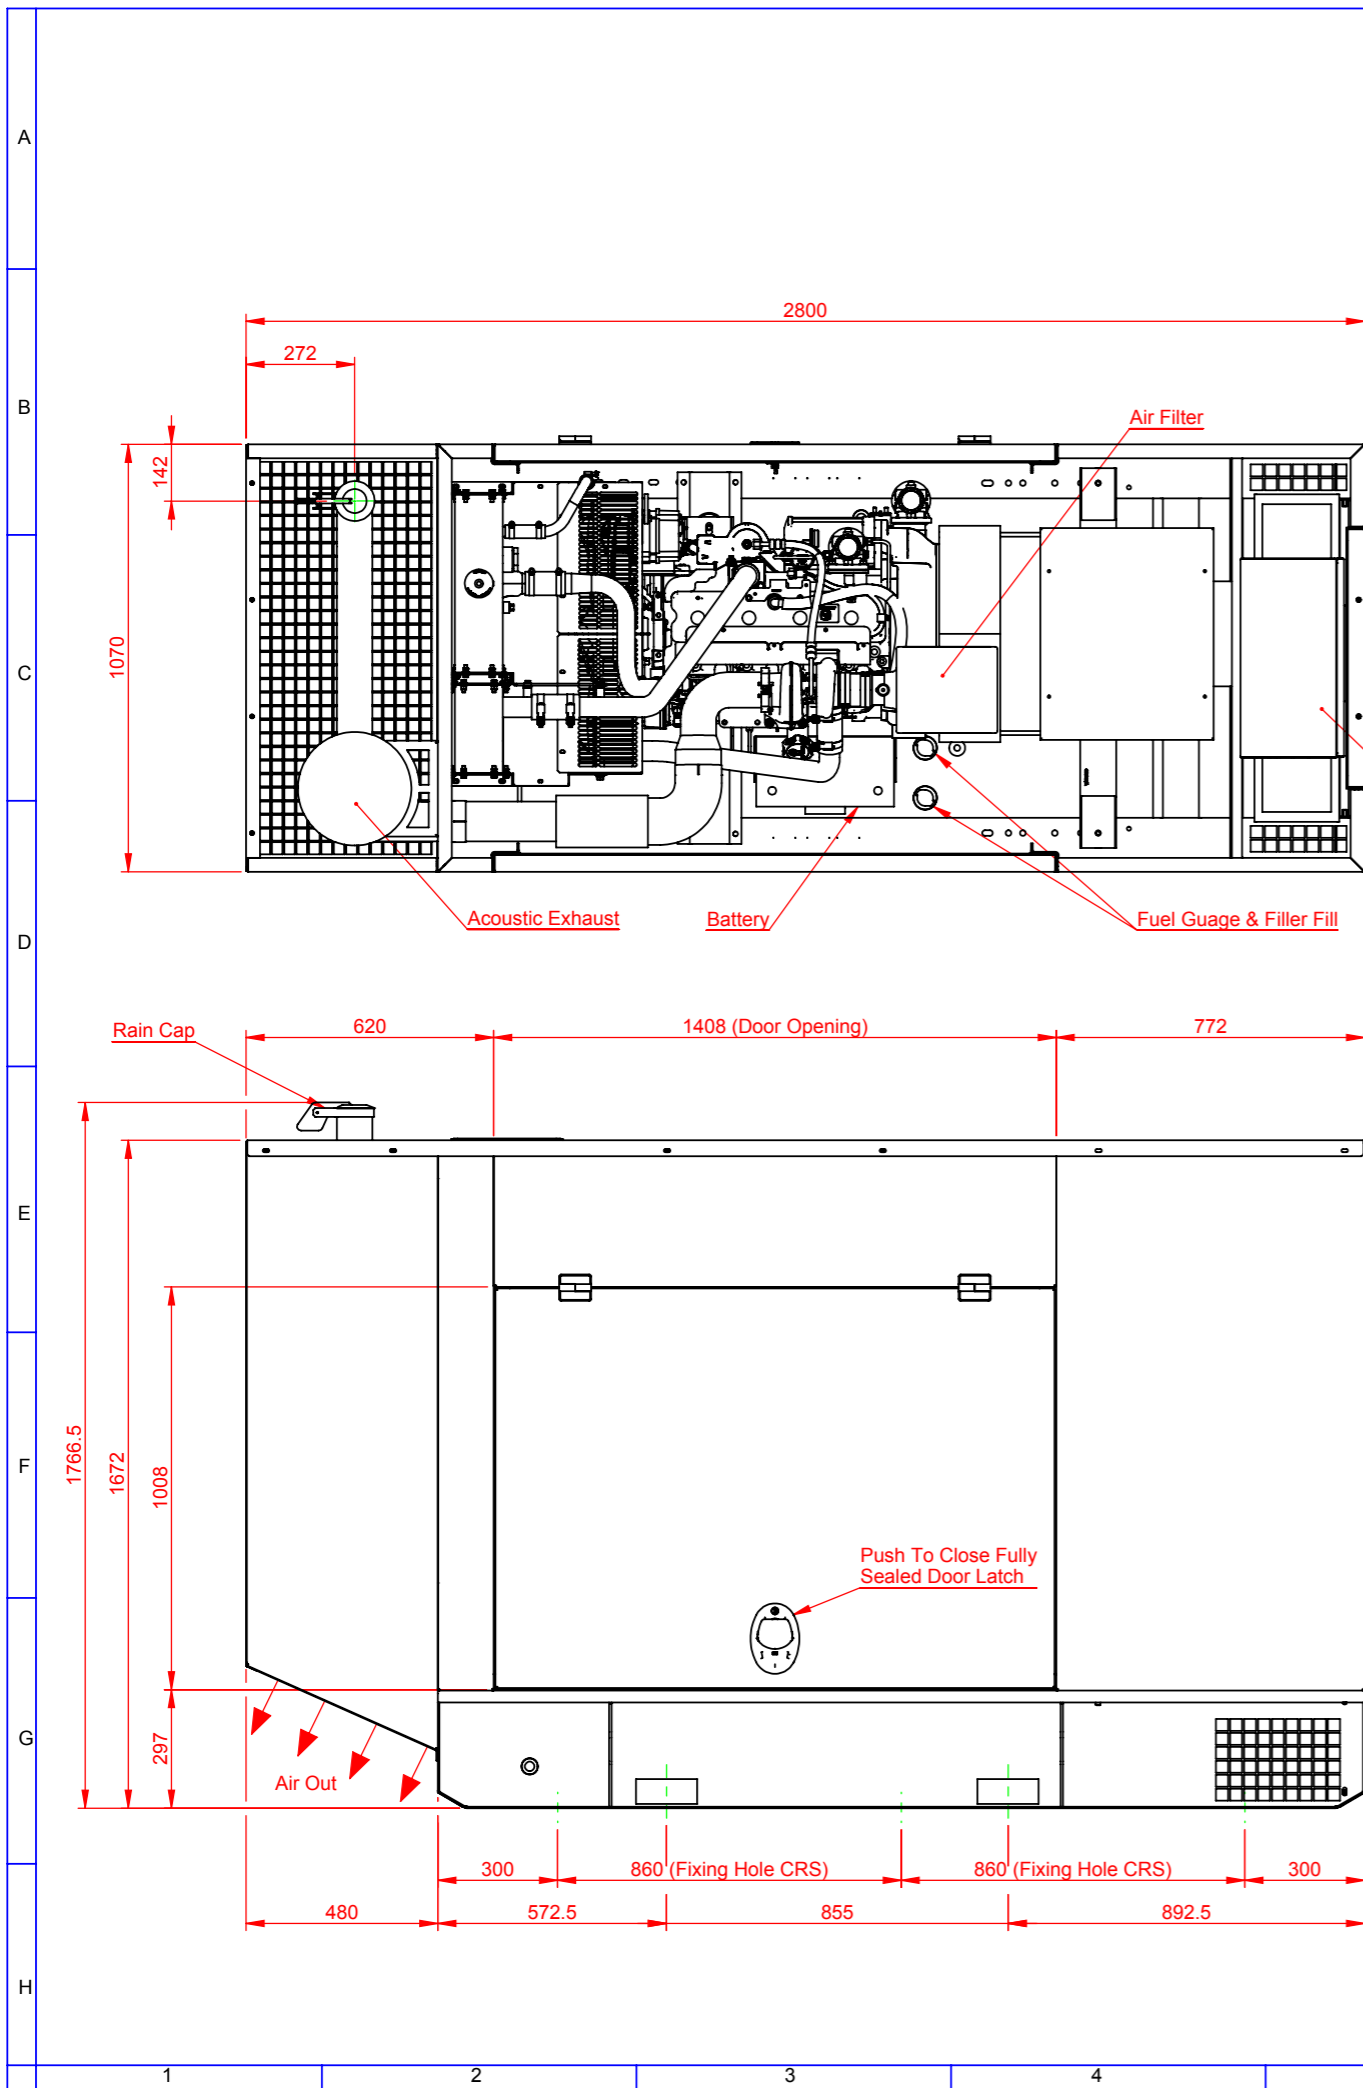 A
B
C
D
E
F
G
H
2800
272
142
1070
Air Filter
Acoustic Exhaust
Battery
Fuel Guage & Filler Fill
Rain Cap
620
1408 (Door Opening)
772
1766.5
1672
1008
297
Push To Close Fully
Sealed Door Latch
Air Out
300
860 (Fixing Hole CRS)
860 (Fixing Hole CRS)
300
480
572.5
855
892.5
1
2
3
4